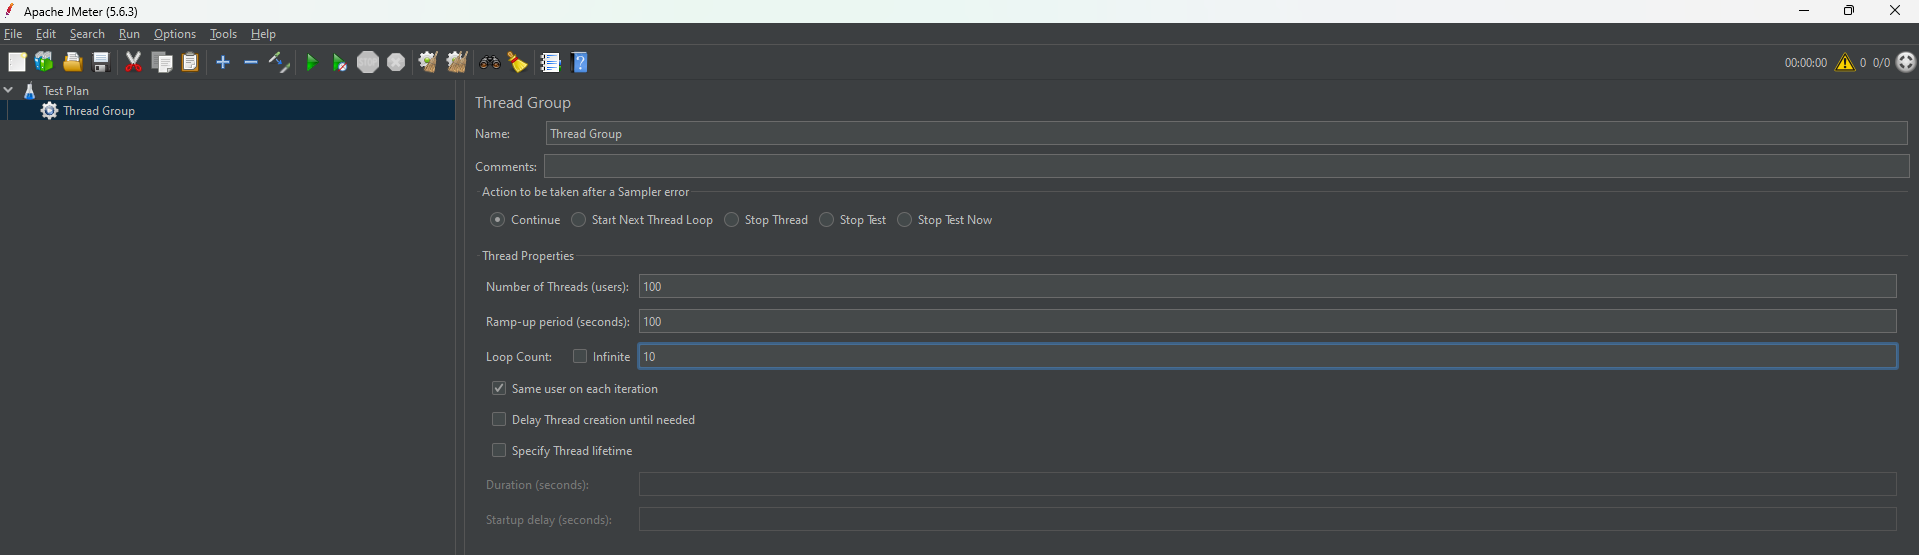 Apache JMeter (5.6.3)
File Edit Search Run Options Tools Help
STOP
00:00:00 0 0/0
Test Plan
Thread Group
Thread Group
Name: Thread Group
Comments:
Action to be taken after a Sampler error
Continue Start Next Thread Loop Stop Thread Stop Test Stop Test Now
Thread Properties
Number of Threads (users): 100
Ramp-up period (seconds): 100
Loop Count: Infinite 10
Same user on each iteration
Delay Thread creation until needed
Specify Thread lifetime
Duration (seconds):
Startup delay (seconds):